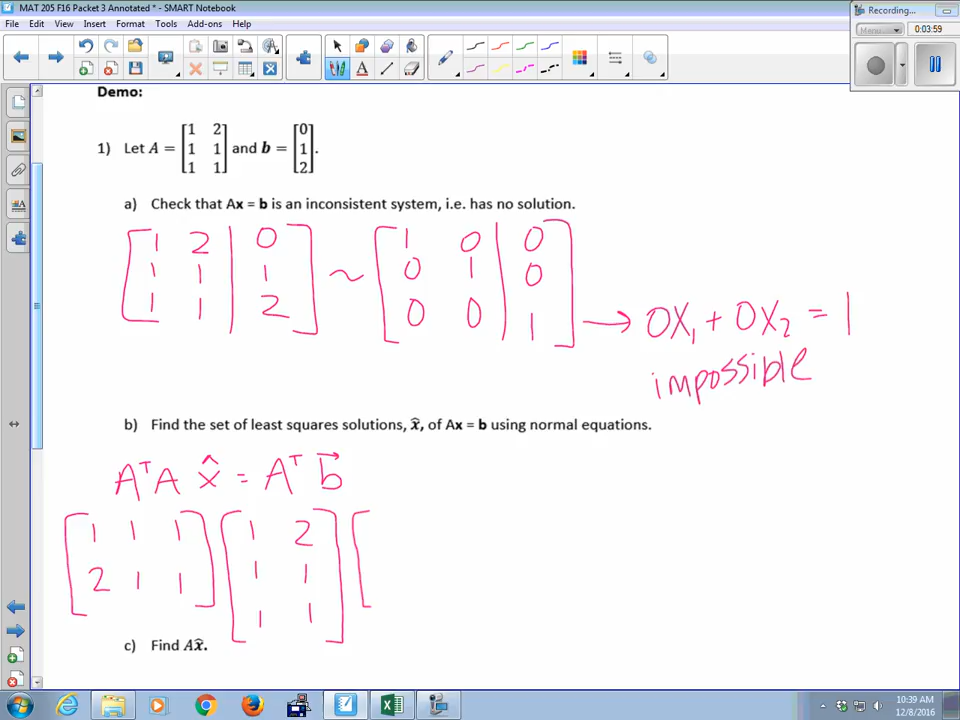 MAT 205 F16 Packet 3 Annotated * - SMART Notebook
Recording...
File Edit View Insert Format Tools Add-ons Help
Menu
03:59
Demo:
1) Let A = [1 2; 1 1; 1 1] and b = [0; 1; 2].
a) Check that Ax = b is an inconsistent system, i.e. has no solution.
[1 2 | 0; 1 1 | 1; 1 1 | 2] ~ [1 0 | 0; 0 1 | 0; 0 0 | 1] → 0X₁ + 0X₂ = 1
impossible
b) Find the set of least squares solutions, x̂, of Ax = b using normal equations.
AᵀA x̂ = Aᵀ b⃗
[1 1 1; 2 1 1] [1 2; 1 1; 1 1] [
c) Find Ax̂.
10:39 AM
12/8/2016